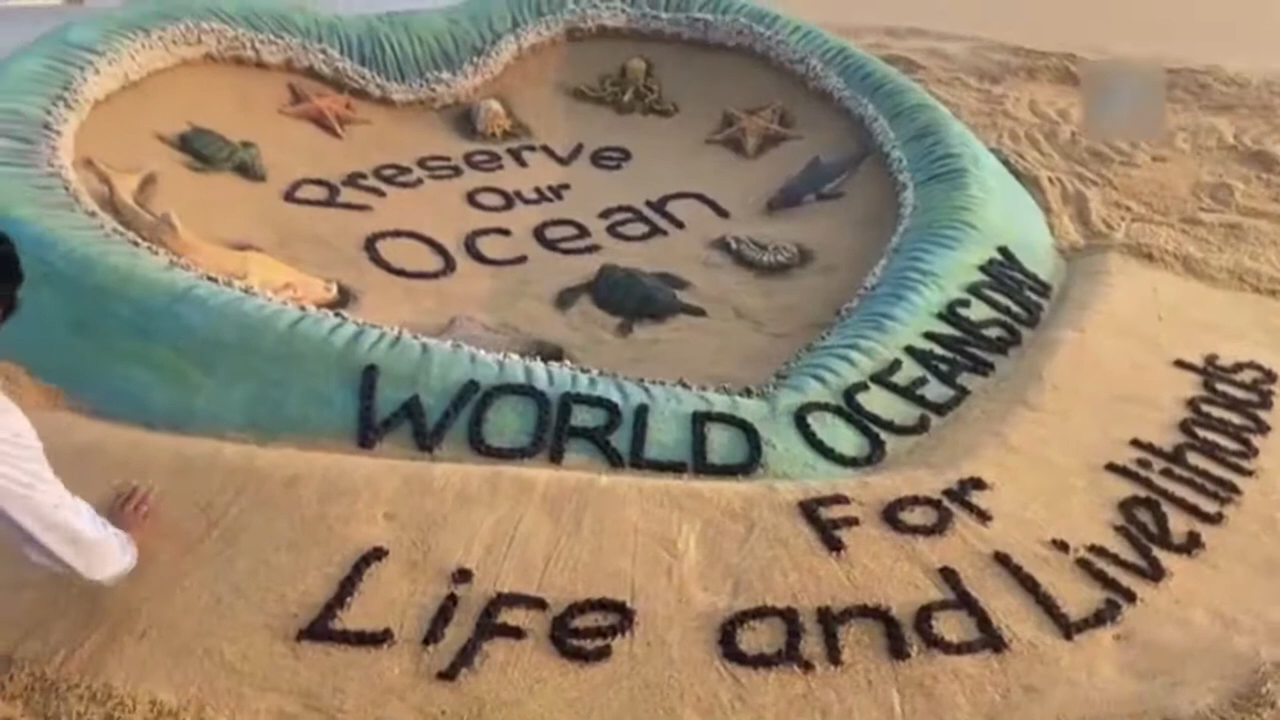 Preserve
Our
Ocean
WORLD OCEANSDAY
For
Life and Livelihoods